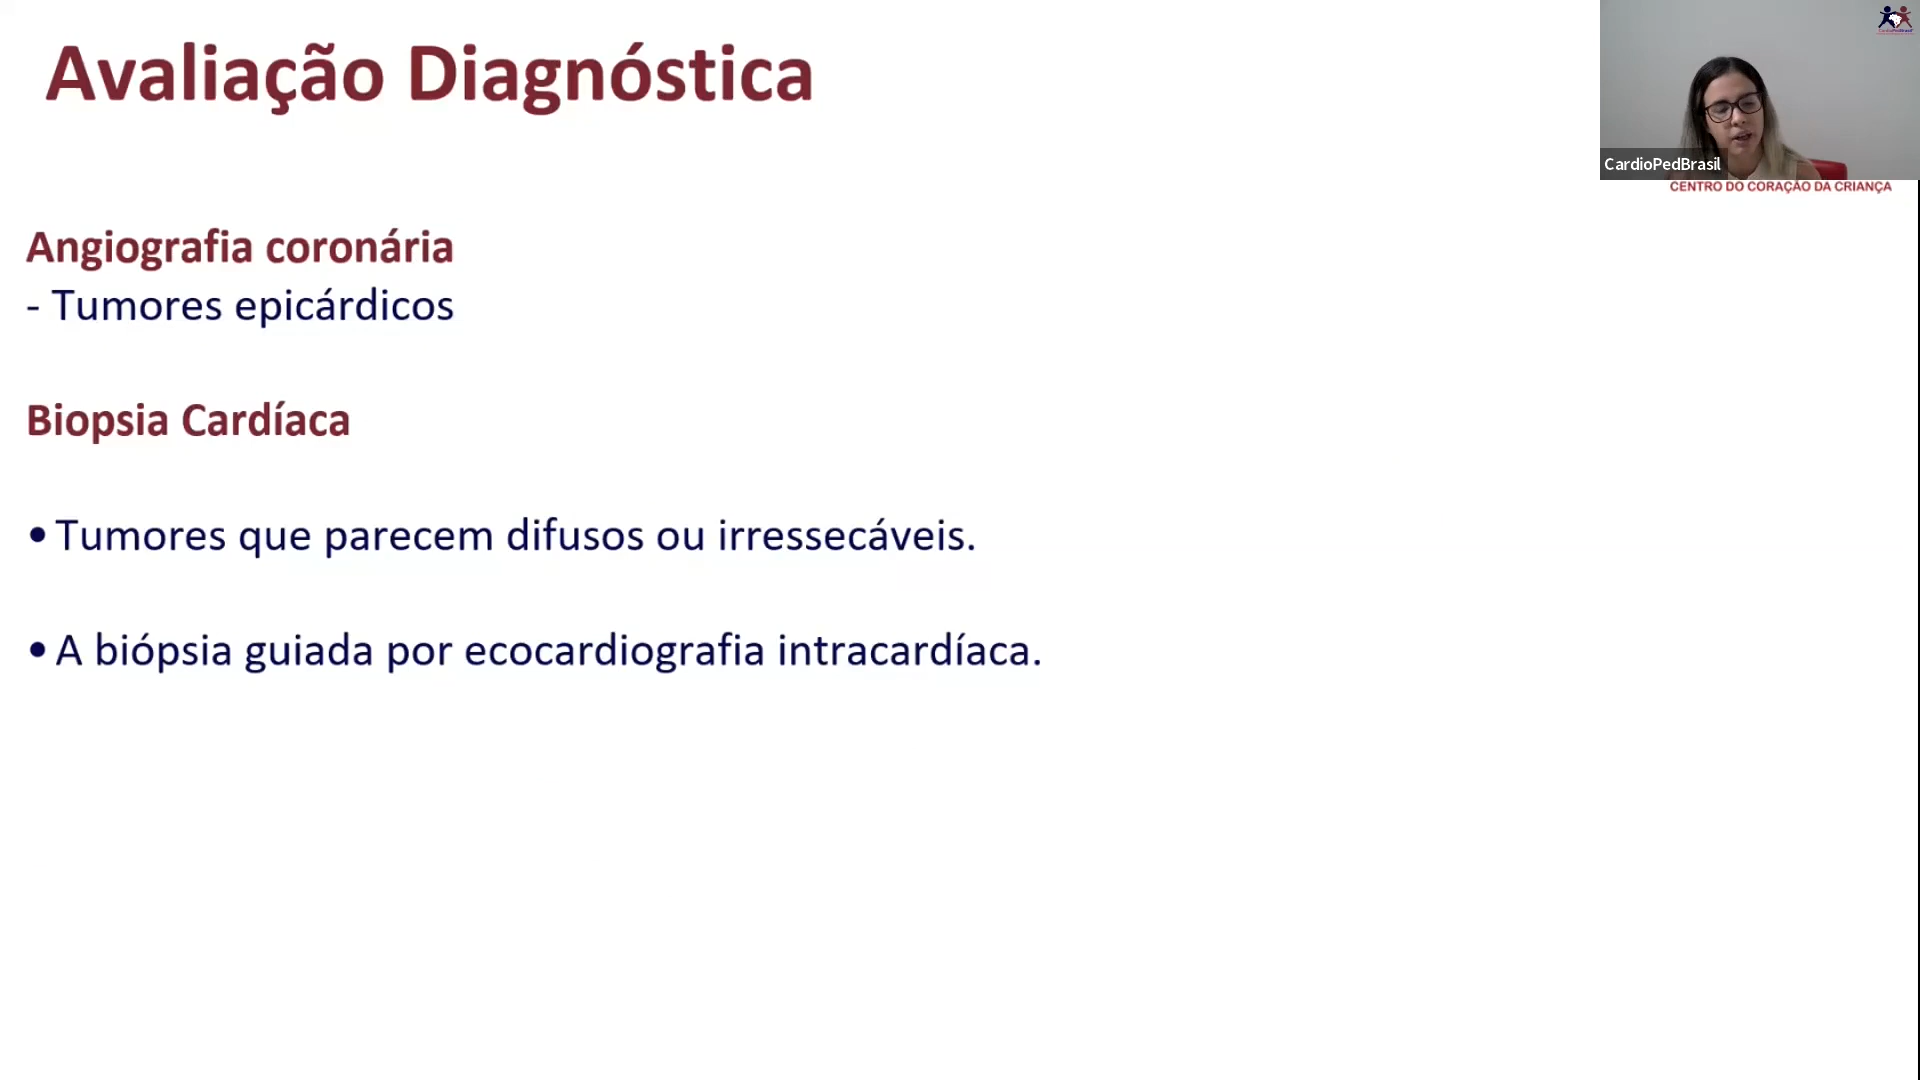 Avaliação Diagnóstica
CardioPedBrasil
CENTRO DO CORAÇÃO DA CRIANÇA
Angiografia coronária
- Tumores epicárdicos
Biopsia Cardíaca
• Tumores que parecem difusos ou irressecáveis.
• A biópsia guiada por ecocardiografia intracardíaca.